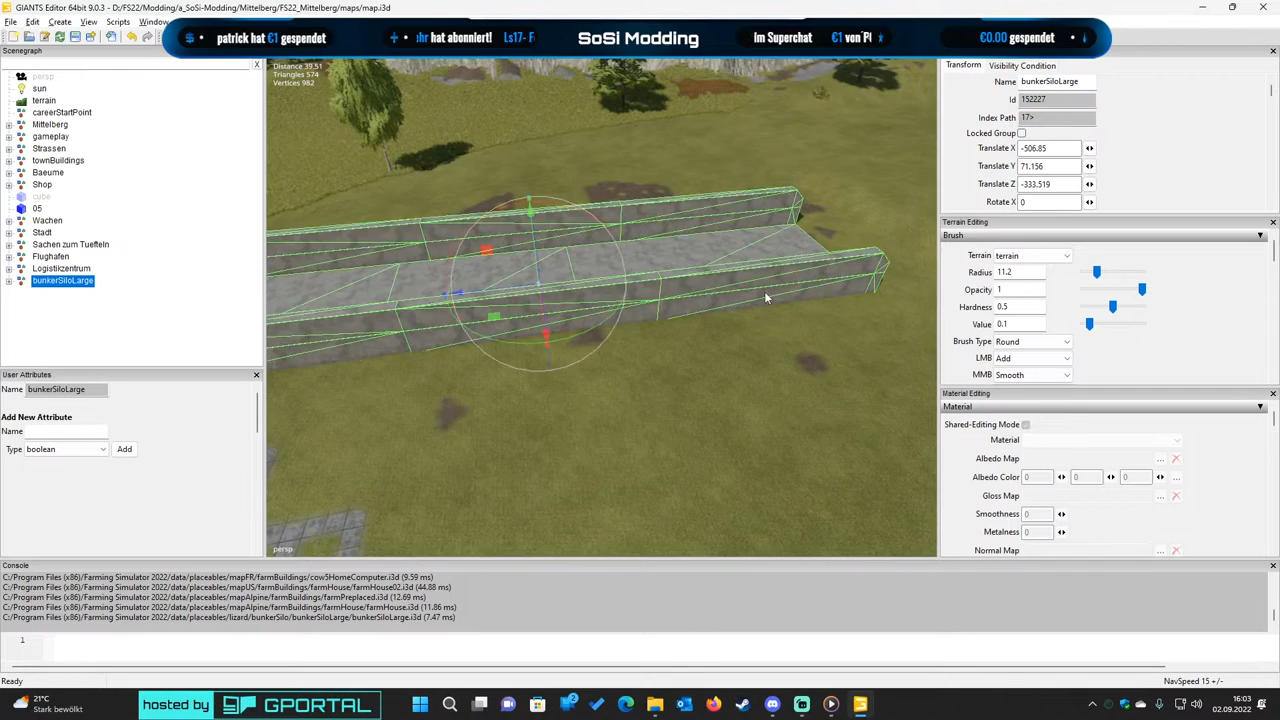 GIANTS Editor 64bit 9.0.3 - D:/FS22/Modding/a_SoSi-Modding/Mittelberg/FS22_Mittelberg/maps/map.i3d
File Edit Create View Scripts Window
patrick hat €1 gespendet
ohr hat abonniert!
Ls17-
SoSi Modding
Im Superchat
€1 von
€0.00 gespendet
Scenegraph
X
persp
sun
terrain
careerStartPoint
Mittelberg
gameplay
Strassen
townBuildings
Baeume
Shop
cube
05
Wachen
Stadt
Sachen zum Tuefteln
Flughafen
Logistikzentrum
bunkerSiloLarge
User Attributes
Name bunkerSiloLarge
Add New Attribute
Name
Type boolean Add
Distance 39.51
Triangles 574
Vertices 982
persp
Transform Visibility Condition
Name bunkerSiloLarge
Id 152227
Index Path 17>
Locked Group
Translate X -506.85
Translate Y 71.156
Translate Z -333.519
Rotate X 0
Terrain Editing
Brush
Terrain terrain
Radius 11.2
Opacity 1
Hardness 0.5
Value 0.1
Brush Type Round
LMB Add
MMB Smooth
Material Editing
Material
Shared-Editing Mode
Material
Albedo Map ...
Albedo Color 0 0 0 ...
Gloss Map ...
Smoothness 0
Metalness 0
Normal Map ...
Console
C:/Program Files (x86)/Farming Simulator 2022/data/placeables/mapFR/farmBuildings/cow5HomeComputer.i3d (9.59 ms)
C:/Program Files (x86)/Farming Simulator 2022/data/placeables/mapUS/farmBuildings/farmHouse02.i3d (44.88 ms)
C:/Program Files (x86)/Farming Simulator 2022/data/placeables/mapAlpine/farmBuildings/farmPreplaced.i3d (12.69 ms)
C:/Program Files (x86)/Farming Simulator 2022/data/placeables/mapAlpine/farmBuildings/farmHouse/farmHouse.i3d (11.86 ms)
C:/Program Files (x86)/Farming Simulator 2022/data/placeables/lizard/bunkerSilo/bunkerSiloLarge/bunkerSiloLarge.i3d (7.47 ms)
1
Ready
NavSpeed 15 +/-
21°C
Stark bewölkt
hosted by GPORTAL
16:03
02.09.2022